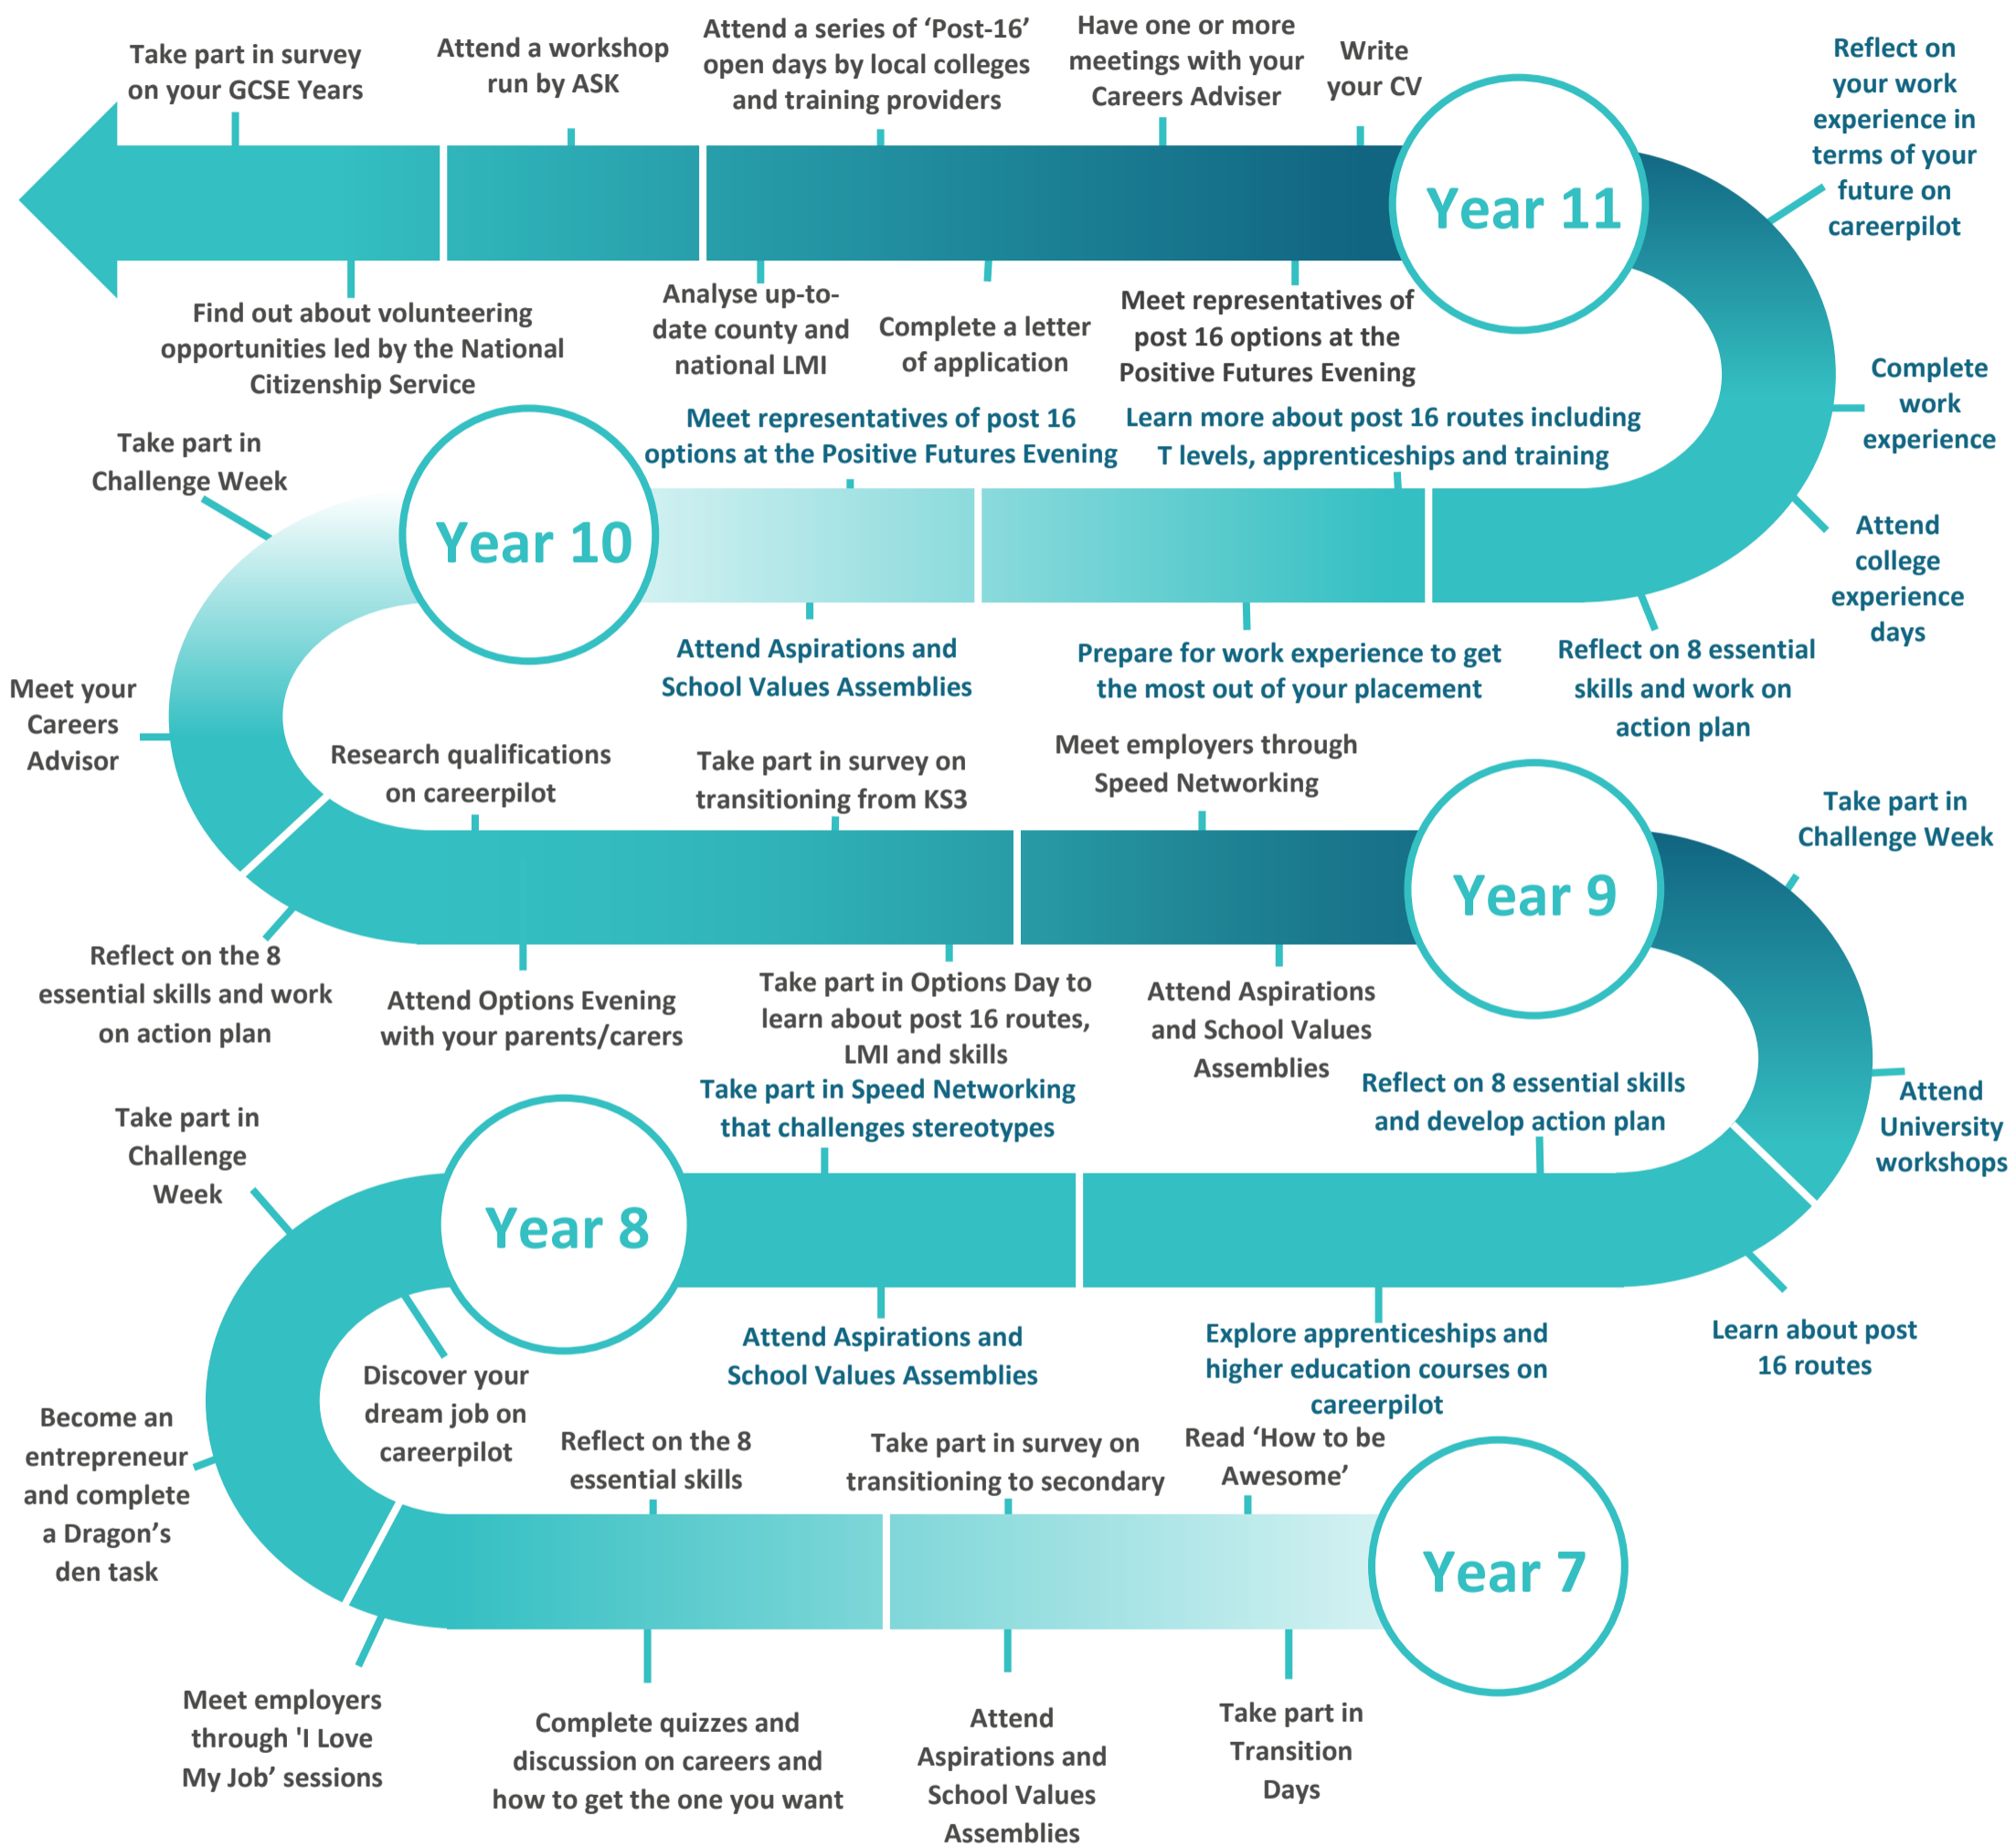 Take part in survey
on your GCSE Years
Attend a workshop
run by ASK
Attend a series of ‘Post-16’
open days by local colleges
and training providers
Have one or more
meetings with your
Careers Adviser
Write
your CV
Year 11
Reflect on
your work
experience in
terms of your
future on
careerpilot
Find out about volunteering
opportunities led by the National
Citizenship Service
Analyse up-to-
date county and
national LMI
Complete a letter
of application
Meet representatives of
post 16 options at the
Positive Futures Evening
Complete
work
experience
Take part in
Challenge Week
Year 10
Meet representatives of post 16
options at the Positive Futures Evening
Learn more about post 16 routes including
T levels, apprenticeships and training
Attend
college
experience
days
Attend Aspirations and
School Values Assemblies
Prepare for work experience to get
the most out of your placement
Reflect on 8 essential
skills and work on
action plan
Meet your
Careers
Advisor
Research qualifications
on careerpilot
Take part in survey on
transitioning from KS3
Meet employers through
Speed Networking
Year 9
Take part in
Challenge Week
Reflect on the 8
essential skills and work
on action plan
Attend Options Evening
with your parents/carers
Take part in Options Day to
learn about post 16 routes,
LMI and skills
Attend Aspirations
and School Values
Assemblies
Attend
University
workshops
Take part in
Challenge
Week
Year 8
Take part in Speed Networking
that challenges stereotypes
Reflect on 8 essential skills
and develop action plan
Attend Aspirations and
School Values Assemblies
Explore apprenticeships and
higher education courses on
careerpilot
Learn about post
16 routes
Discover your
dream job on
careerpilot
Become an
entrepreneur
and complete
a Dragon’s
den task
Reflect on the 8
essential skills
Take part in survey on
transitioning to secondary
Read ‘How to be
Awesome’
Year 7
Meet employers
through 'I Love
My Job’ sessions
Complete quizzes and
discussion on careers and
how to get the one you want
Attend
Aspirations and
School Values
Assemblies
Take part in
Transition
Days